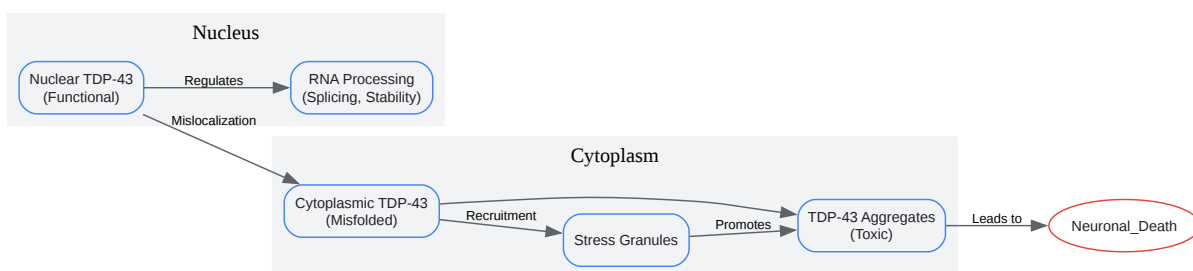 Nucleus
Nuclear TDP-43
(Functional)
Regulates
RNA Processing
(Splicing, Stability)
Mislocalization
Cytoplasm
Cytoplasmic TDP-43
(Misfolded)
Recruitment
Stress Granules
Promotes
TDP-43 Aggregates
(Toxic)
Leads to
Neuronal_Death